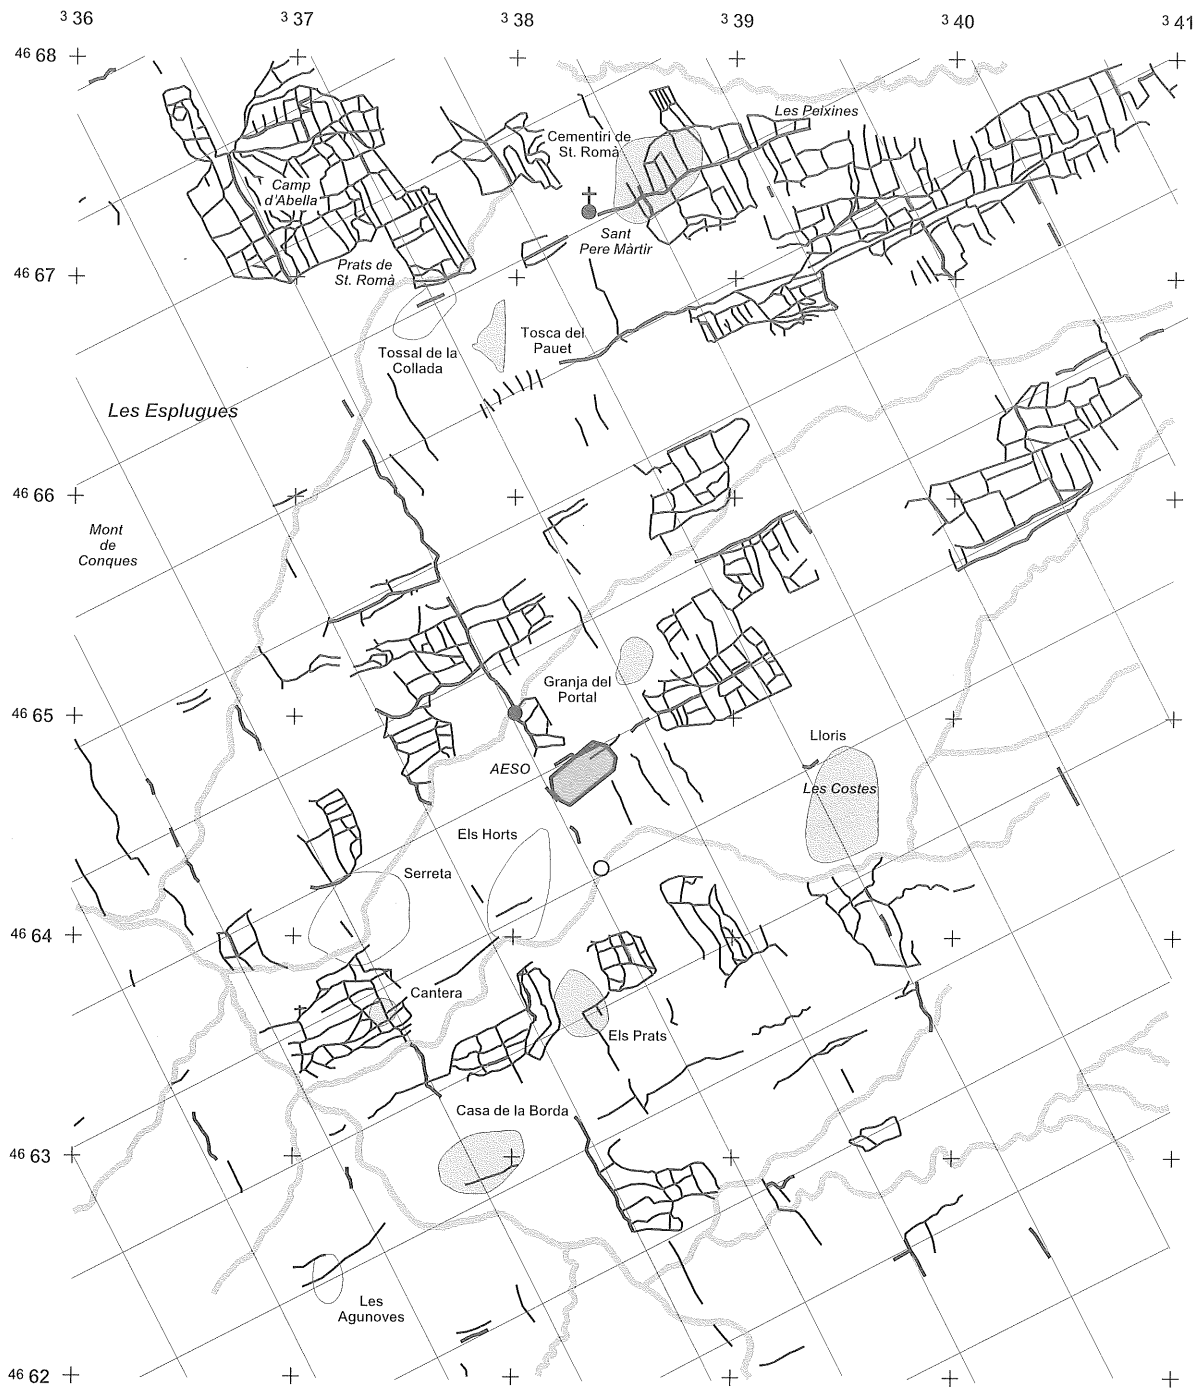 3 36
3 37
3 38
3 39
3 40
3 41
46 68
Les Peixines
Cementiri de
St. Romà
Camp
d'Abella
Sant
Pere Màrtir
46 67
Prats de
St. Romà
Tosca del
Pauet
Tossal de la
Collada
Les Esplugues
46 66
Mont
de
Conques
Granja del
Portal
46 65
Lloris
AESO
Les Costes
Els Horts
Serreta
46 64
Cantera
Els Prats
Casa de la Borda
46 63
Les
Agunoves
46 62